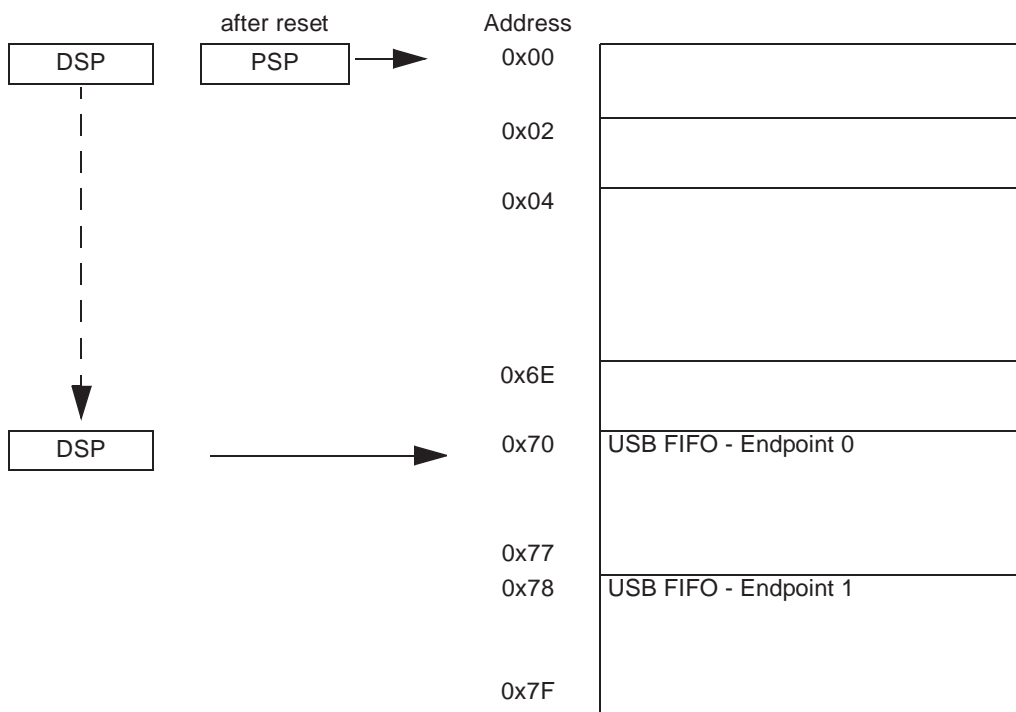 after reset
Address
DSP
PSP
0x00
0x02
0x04
0x6E
DSP
0x70
USB FIFO - Endpoint 0
0x77
0x78
USB FIFO - Endpoint 1
0x7F